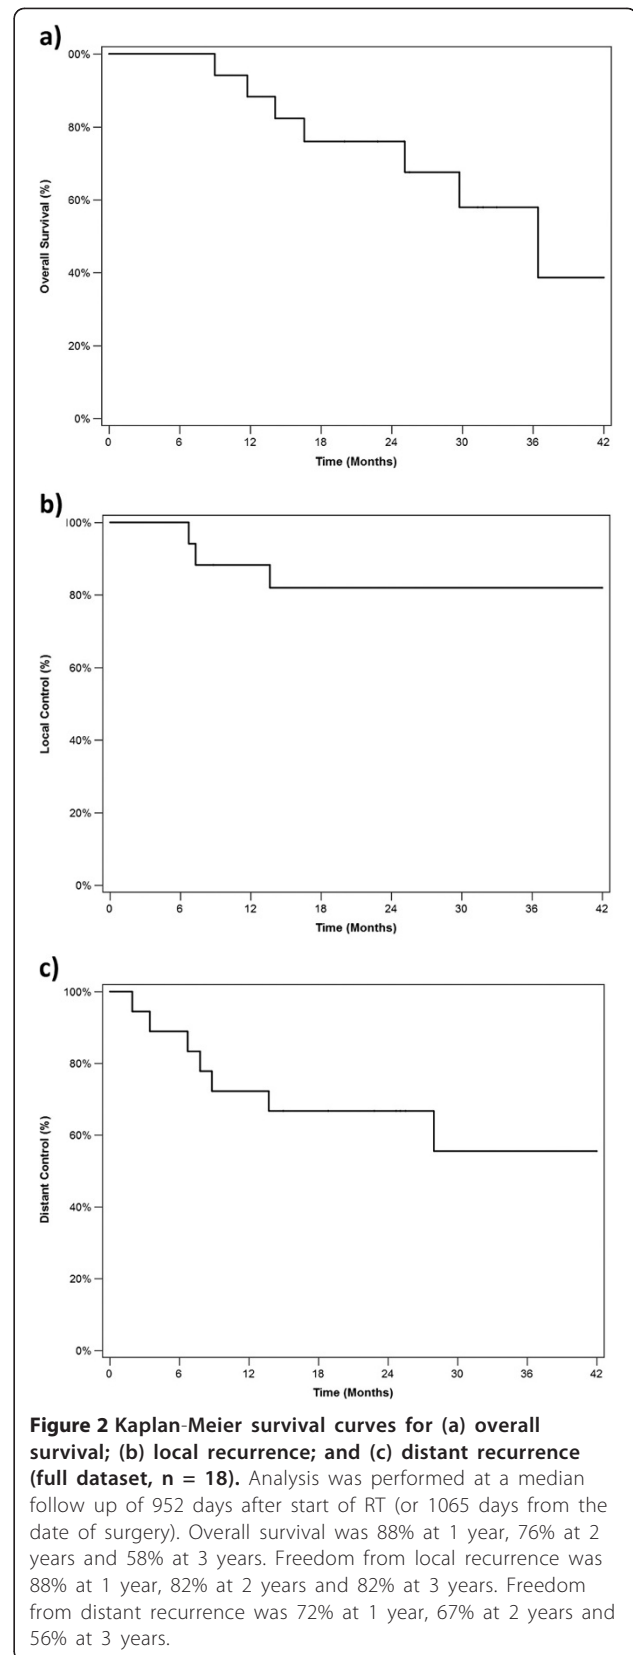 a)
00%
80%
60%
40%
20%
0%
Overall Survival (%)
0 6 12 18 24 30 36 42
Time (Months)
b)
100%
80%
60%
40%
20%
0%
Local Control (%)
0 6 12 18 24 30 36 42
Time (Months)
c)
100%
80%
60%
40%
20%
0%
Distant Control (%)
0 6 12 18 24 30 36 42
Time (Months)
Figure 2 Kaplan-Meier survival curves for (a) overall
survival; (b) local recurrence; and (c) distant recurrence
(full dataset, n = 18). Analysis was performed at a median
follow up of 952 days after start of RT (or 1065 days from the
date of surgery). Overall survival was 88% at 1 year, 76% at 2
years and 58% at 3 years. Freedom from local recurrence was
88% at 1 year, 82% at 2 years and 82% at 3 years. Freedom
from distant recurrence was 72% at 1 year, 67% at 2 years and
56% at 3 years.